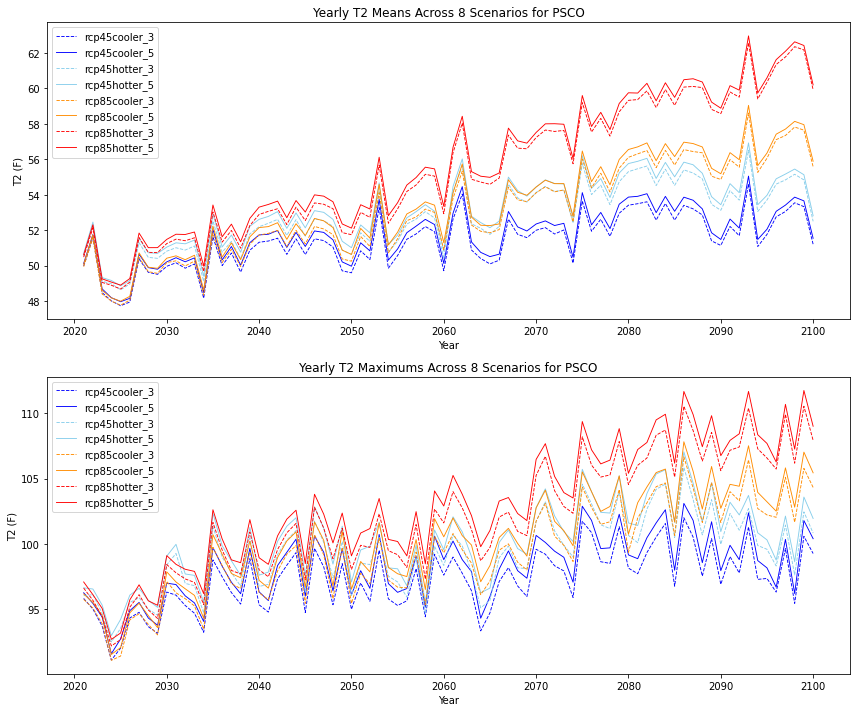 Yearly T2 Means Across 8 Scenarios for PSCO
rcp45cooler_3
rcp45cooler_5
rcp45hotter_3
rcp45hotter_5
rcp85cooler_3
rcp85cooler_5
rcp85hotter_3
rcp85hotter_5
62
60
58
56
54
52
50
48
T2 (F)
2020
2030
2040
2050
2060
2070
2080
2090
2100
Year
Yearly T2 Maximums Across 8 Scenarios for PSCO
rcp45cooler_3
rcp45cooler_5
rcp45hotter_3
rcp45hotter_5
rcp85cooler_3
rcp85cooler_5
rcp85hotter_3
rcp85hotter_5
110
105
100
95
T2 (F)
2020
2030
2040
2050
2060
2070
2080
2090
2100
Year